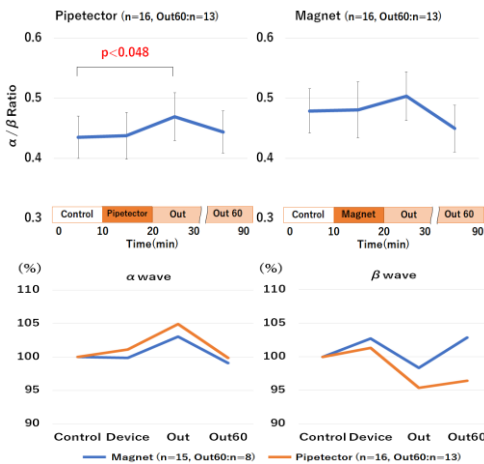 Pipetector (n=16, Out60:n=13)
Magnet (n=16, Out60:n=13)
α/β Ratio
0.6
0.5
0.4
0.3
p<0.048
Control Pipetector Out Out 60
0 10 20 30 90
Time(min)
0.6
0.5
0.4
0.3
Control Magnet Out Out 60
0 10 20 30 90
Time(min)
(%)
α wave
110
105
100
95
90
Control Device Out Out60
(%)
β wave
110
105
100
95
90
Control Device Out Out60
Magnet (n=15, Out60:n=8)
Pipetector (n=16, Out60:n=13)